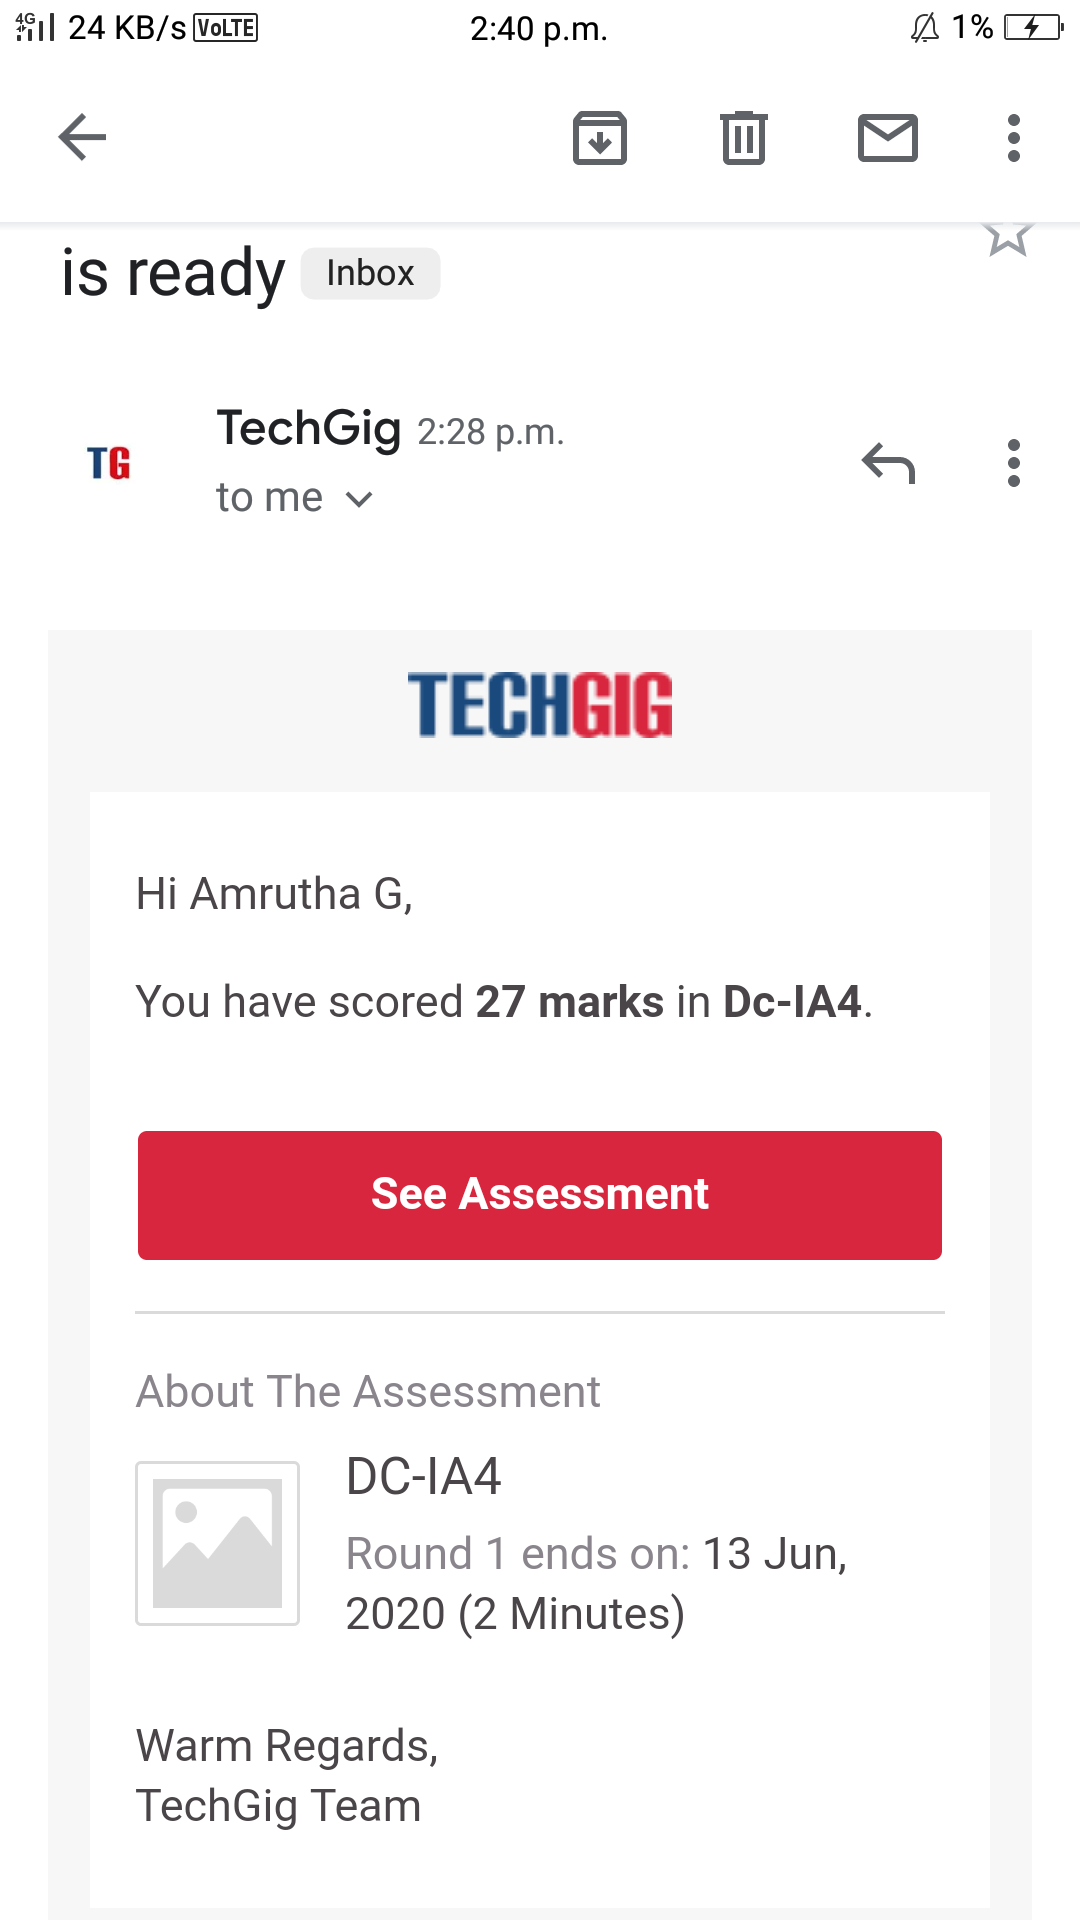 4G 24 KB/s VoLTE 2:40 p.m. 1%
is ready Inbox
TechGig 2:28 p.m.
TG
to me
TECHGIG
Hi Amrutha G,
You have scored 27 marks in Dc-IA4.
See Assessment
About The Assessment
DC-IA4
Round 1 ends on: 13 Jun,
2020 (2 Minutes)
Warm Regards,
TechGig Team